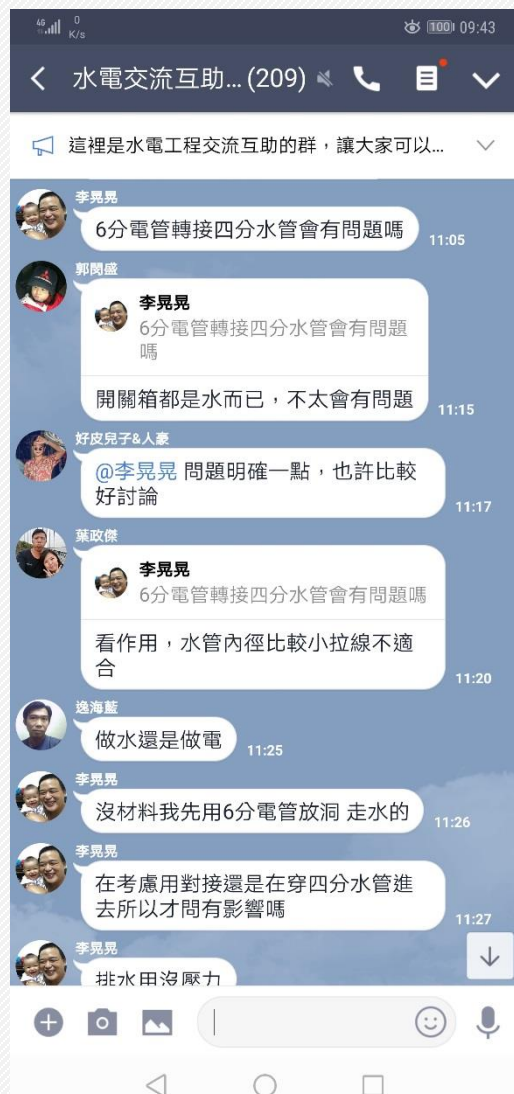 4G 0 K/s 100 09:43
水電交流互助...(209)
這裡是水電工程交流互助的群，讓大家可以...
李晃晃
6分電管轉接四分水管會有問題嗎
11:05
郭閔盛
李晃晃
6分電管轉接四分水管會有問題
嗎
開關箱都是水而已，不太會有問題
11:15
好皮兒子&人豪
@李晃晃 問題明確一點，也許比較
好討論
11:17
葉政傑
李晃晃
6分電管轉接四分水管會有問題嗎
看作用，水管內徑比較小拉線不適
合
11:20
逸海藍
做水還是做電
11:25
李晃晃
沒材料我先用6分電管放洞 走水的
11:26
李晃晃
在考慮用對接還是在穿四分水管進
去所以才問有影響嗎
11:27
李晃晃
排水用沒壓力